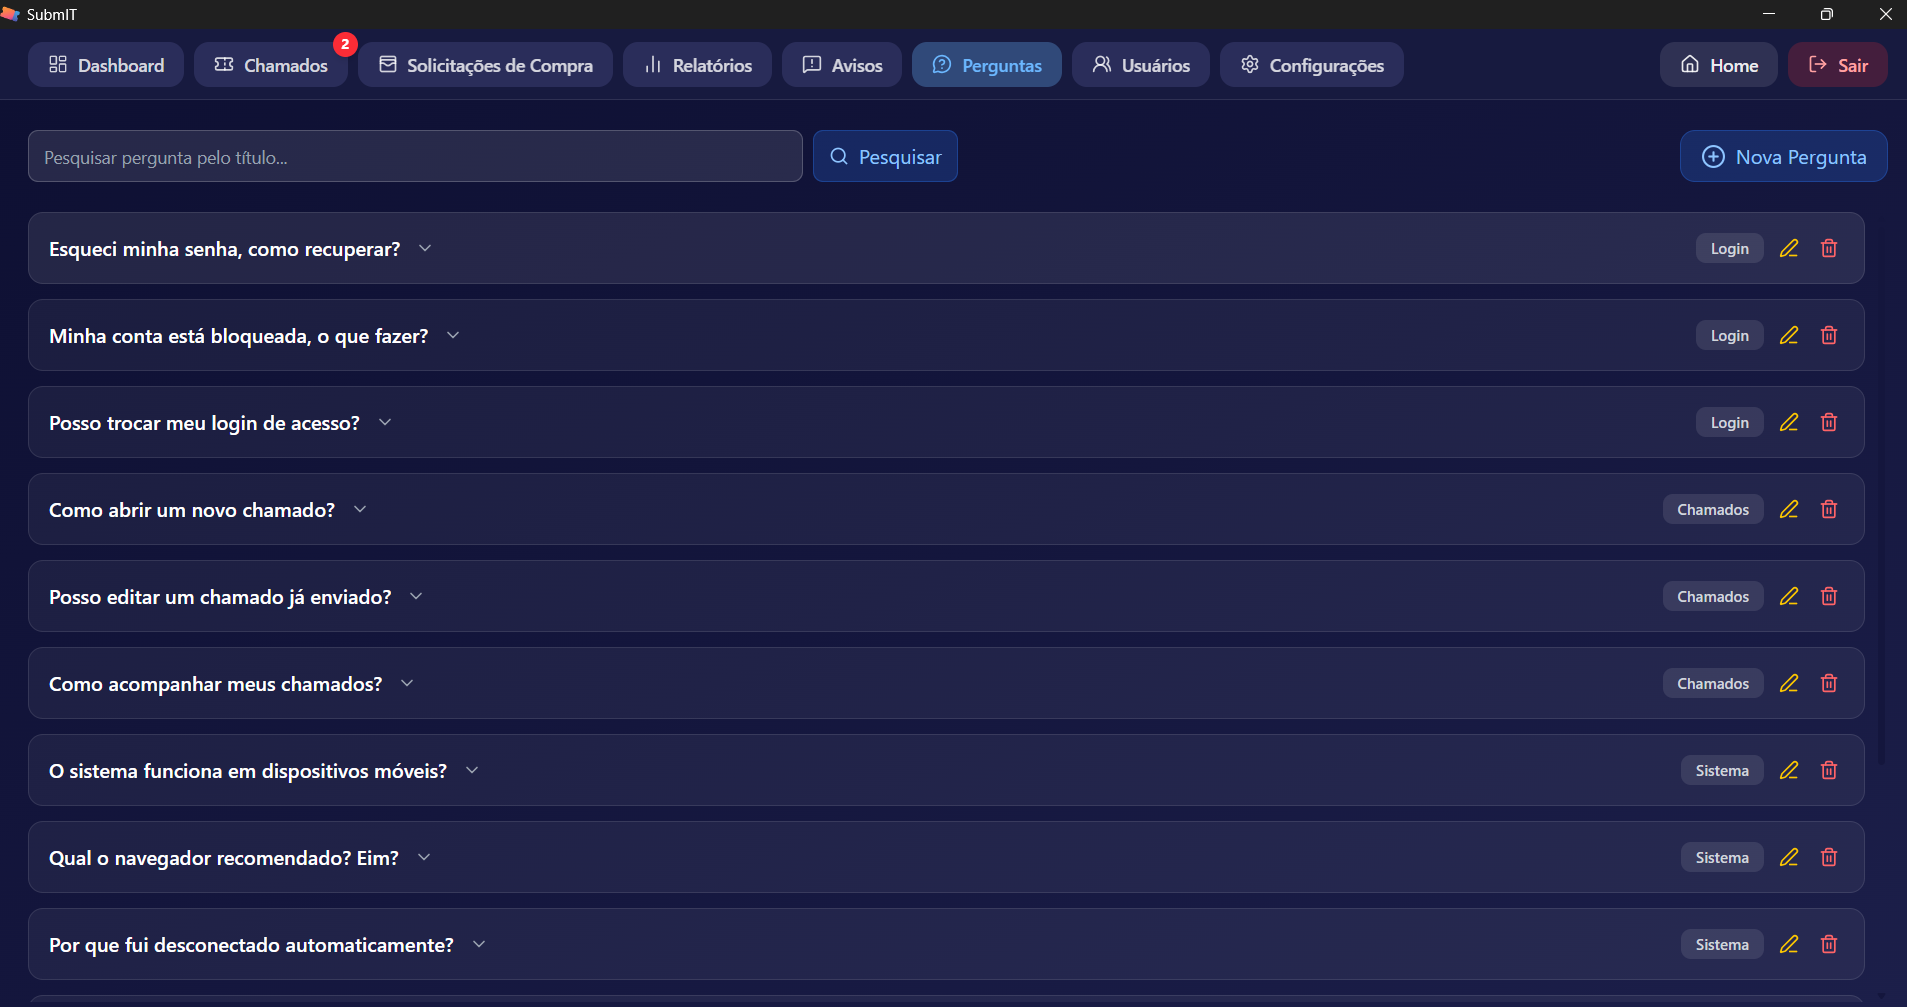 SubmIT
Dashboard
Chamados
2
Solicitações de Compra
Relatórios
Avisos
Perguntas
Usuários
Configurações
Home
Sair
Pesquisar pergunta pelo título...
Pesquisar
Nova Pergunta
Esqueci minha senha, como recuperar?
Login
Minha conta está bloqueada, o que fazer?
Login
Posso trocar meu login de acesso?
Login
Como abrir um novo chamado?
Chamados
Posso editar um chamado já enviado?
Chamados
Como acompanhar meus chamados?
Chamados
O sistema funciona em dispositivos móveis?
Sistema
Qual o navegador recomendado? Eim?
Sistema
Por que fui desconectado automaticamente?
Sistema